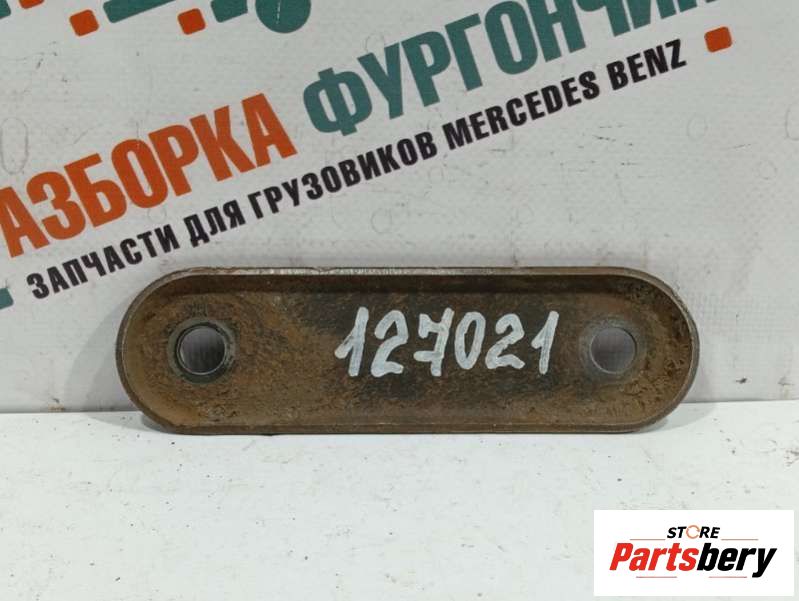 АЗБОРКА ФУРГОНЧИ
ЗАПЧАСТИ ДЛЯ ГРУЗОВИКОВ MERCEDES BENZ
127021
STORE
Partsbery